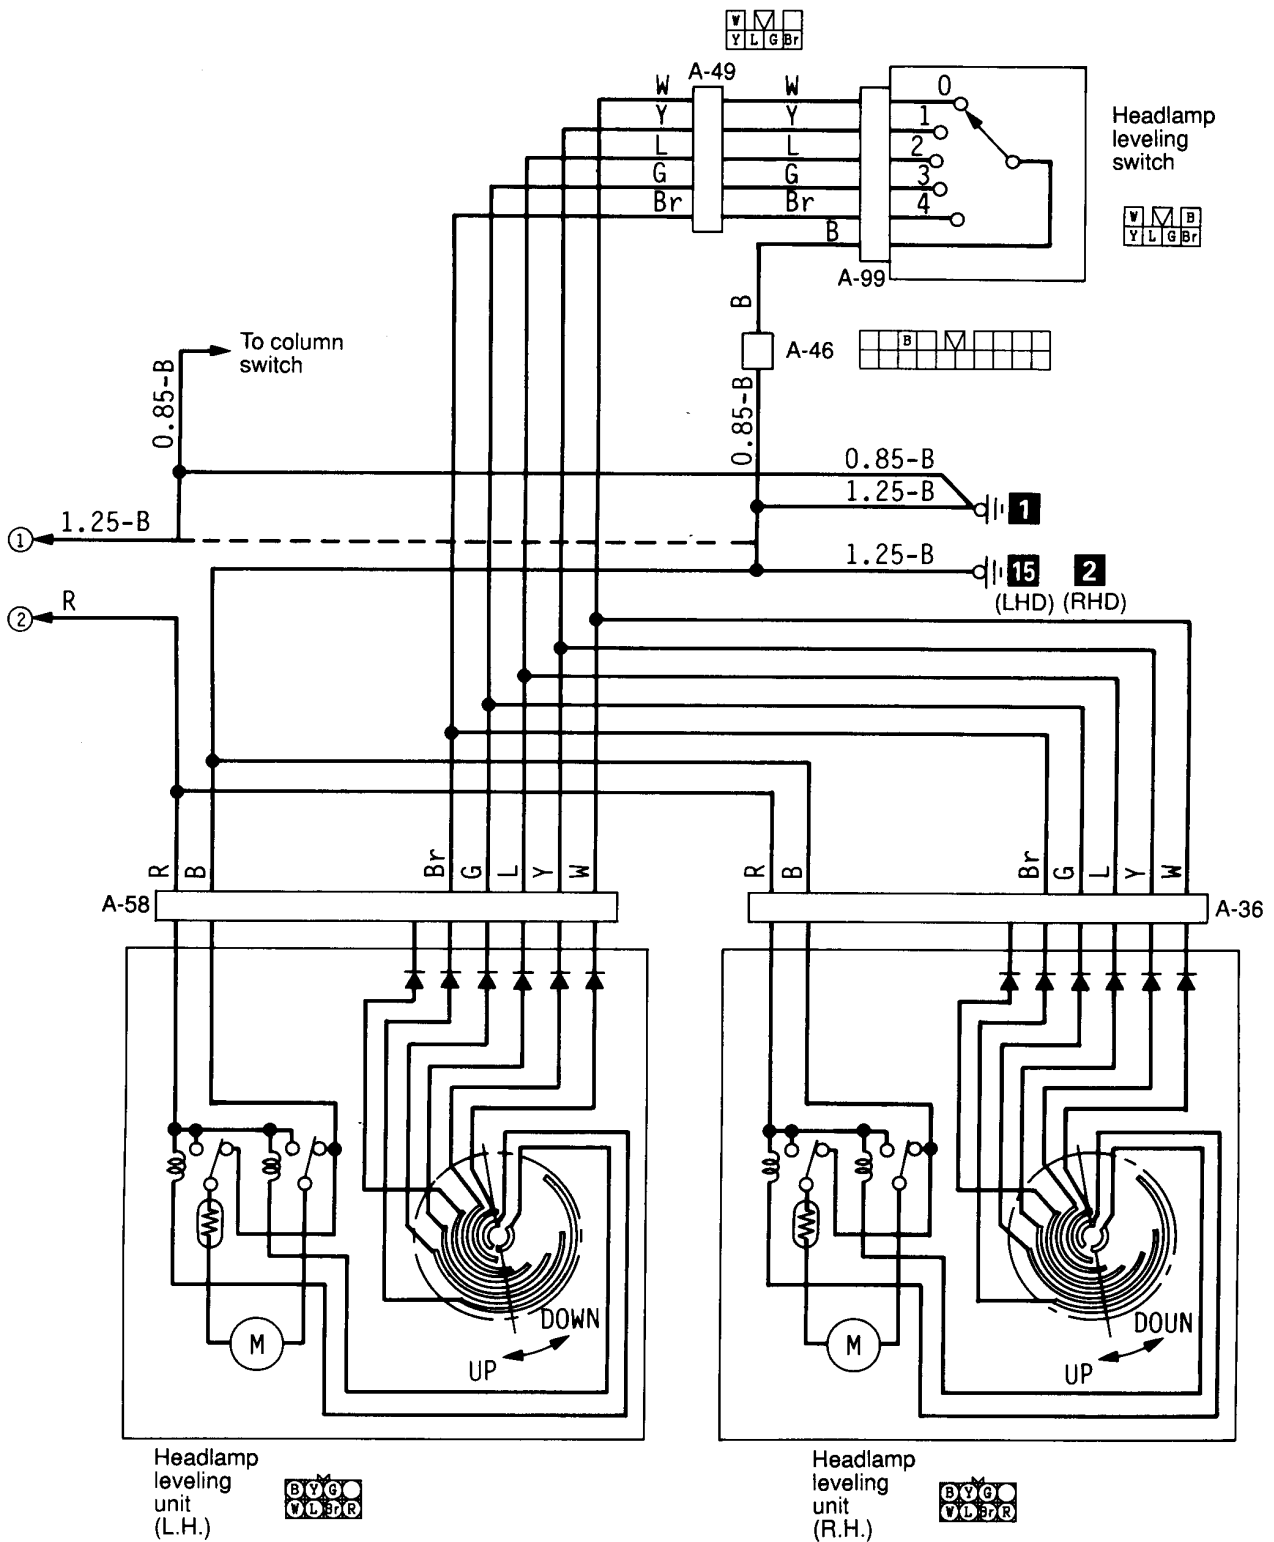 W
Y L G Br
A-49
W W 0
Y Y 1
L L 2
G G 3
Br Br 4
B
A-99
Headlamp
leveling
switch
W B
Y L G Br
B
A-46
B
To column
switch
0.85-B
0.85-B
0.85-B
1.25-B
1
1 1.25-B
1.25-B
15 2
(LHD) (RHD)
2 R
R B Br G L Y W
R B Br G L Y W
A-58
A-36
M
DOWN
UP
M
DOUN
UP
Headlamp
leveling
unit
(L.H.)
B Y G
W L Br R
Headlamp
leveling
unit
(R.H.)
B Y G
W L Br R